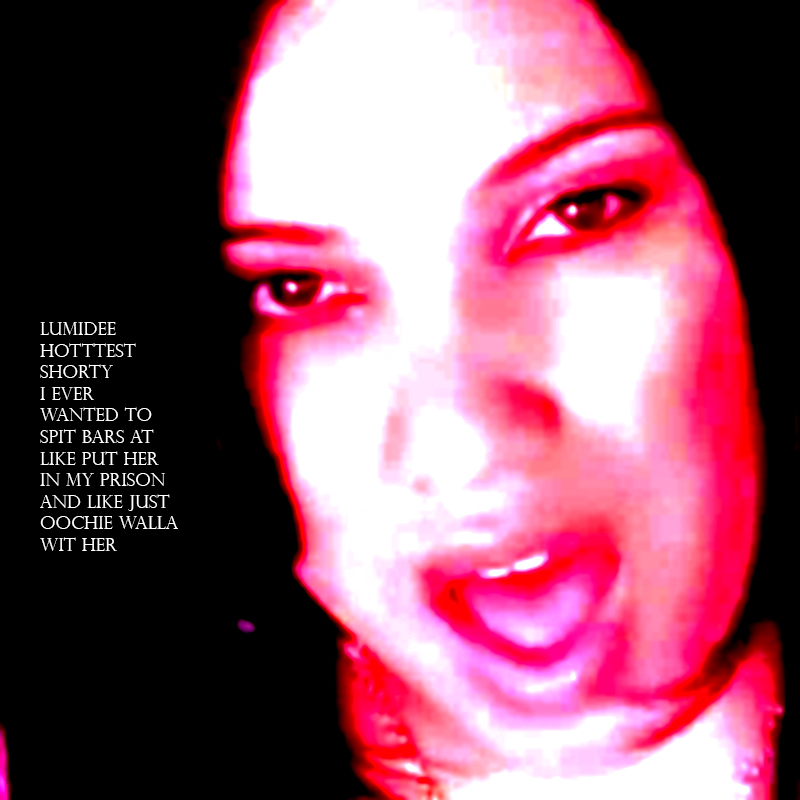 LUMIDEE
HOTTTEST
SHORTY
I EVER
WANTED TO
SPIT BARS AT
LIKE PUT HER
IN MY PRISON
AND LIKE JUST
OOCHIE WALLA
WIT HER